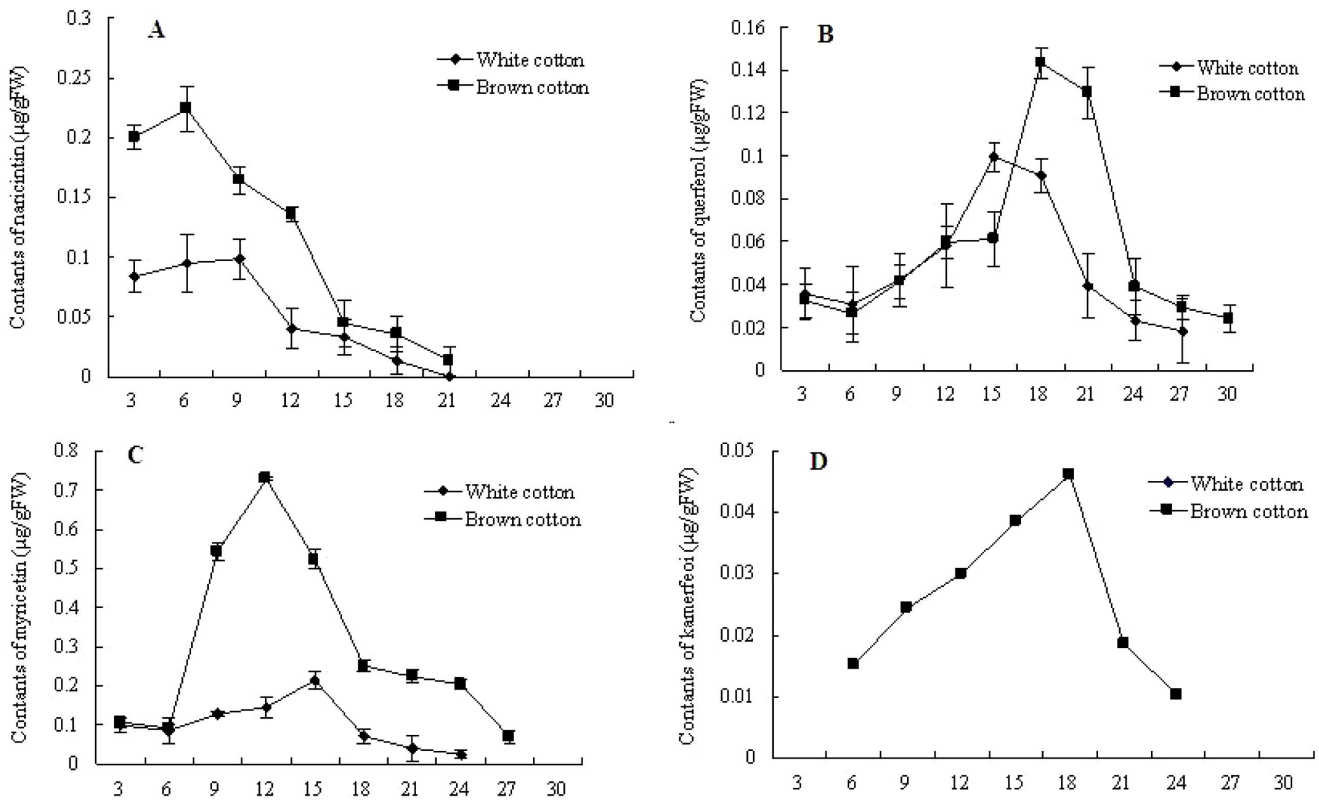 A
Contants of naricintin (µg/gFW)
0.3
0.25
0.2
0.15
0.1
0.05
0
White cotton
Brown cotton
3 6 9 12 15 18 21 24 27 30
B
Contants of querferol (µg/gFW)
0.16
0.14
0.12
0.1
0.08
0.06
0.04
0.02
0
White cotton
Brown cotton
3 6 9 12 15 18 21 24 27 30
C
Contants of myricetin (µg/gFW)
0.8
0.7
0.6
0.5
0.4
0.3
0.2
0.1
0
White cotton
Brown cotton
3 6 9 12 15 18 21 24 27 30
D
Contants of kamerfeoi (µg/gFW)
0.05
0.04
0.03
0.02
0.01
0
White cotton
Brown cotton
3 6 9 12 15 18 21 24 27 30